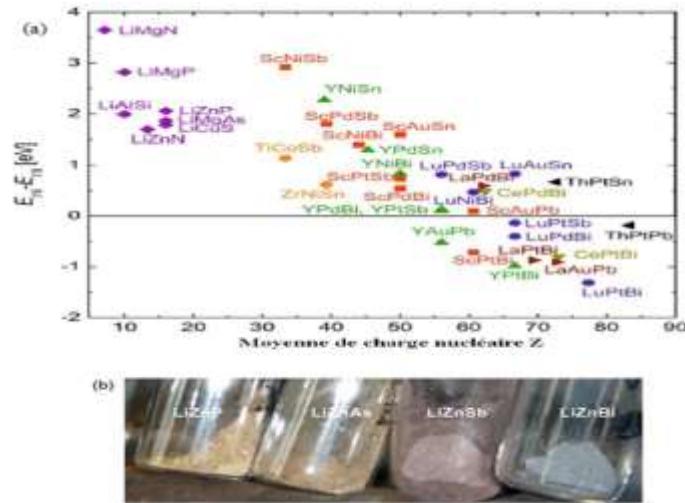 (a)
E_Γ6-E_Γ8 [eV]
4
3
2
1
0
-1
-2
LiMgN
LiMgP
LiAlSi
LiZnP
LiMgAs
LiCdS
LiZnN
ScNiSb
YNiSn
ScPdSb
ScAuSn
ScNiBi
YPdSn
TiCoSb
YNiBi
LuPdSb
LuAuSn
ScPtSb
LaPdBi
ThPtSn
ZrNiSn
ScPdBi
LuNiBi
CePdBi
YPdBi, YPtSb
ScAuPb
LuPtSb
ThPtPb
YAuPb
LuPdBi
ScPtBi
LaPtBi
CePtBi
YPtBi
LaAuPb
LuPtBi
10 20 30 40 50 60 70 80 90
Moyenne de charge nucléaire Z
(b)
LiZnP LiZnAs LiZnSb LiZnBi